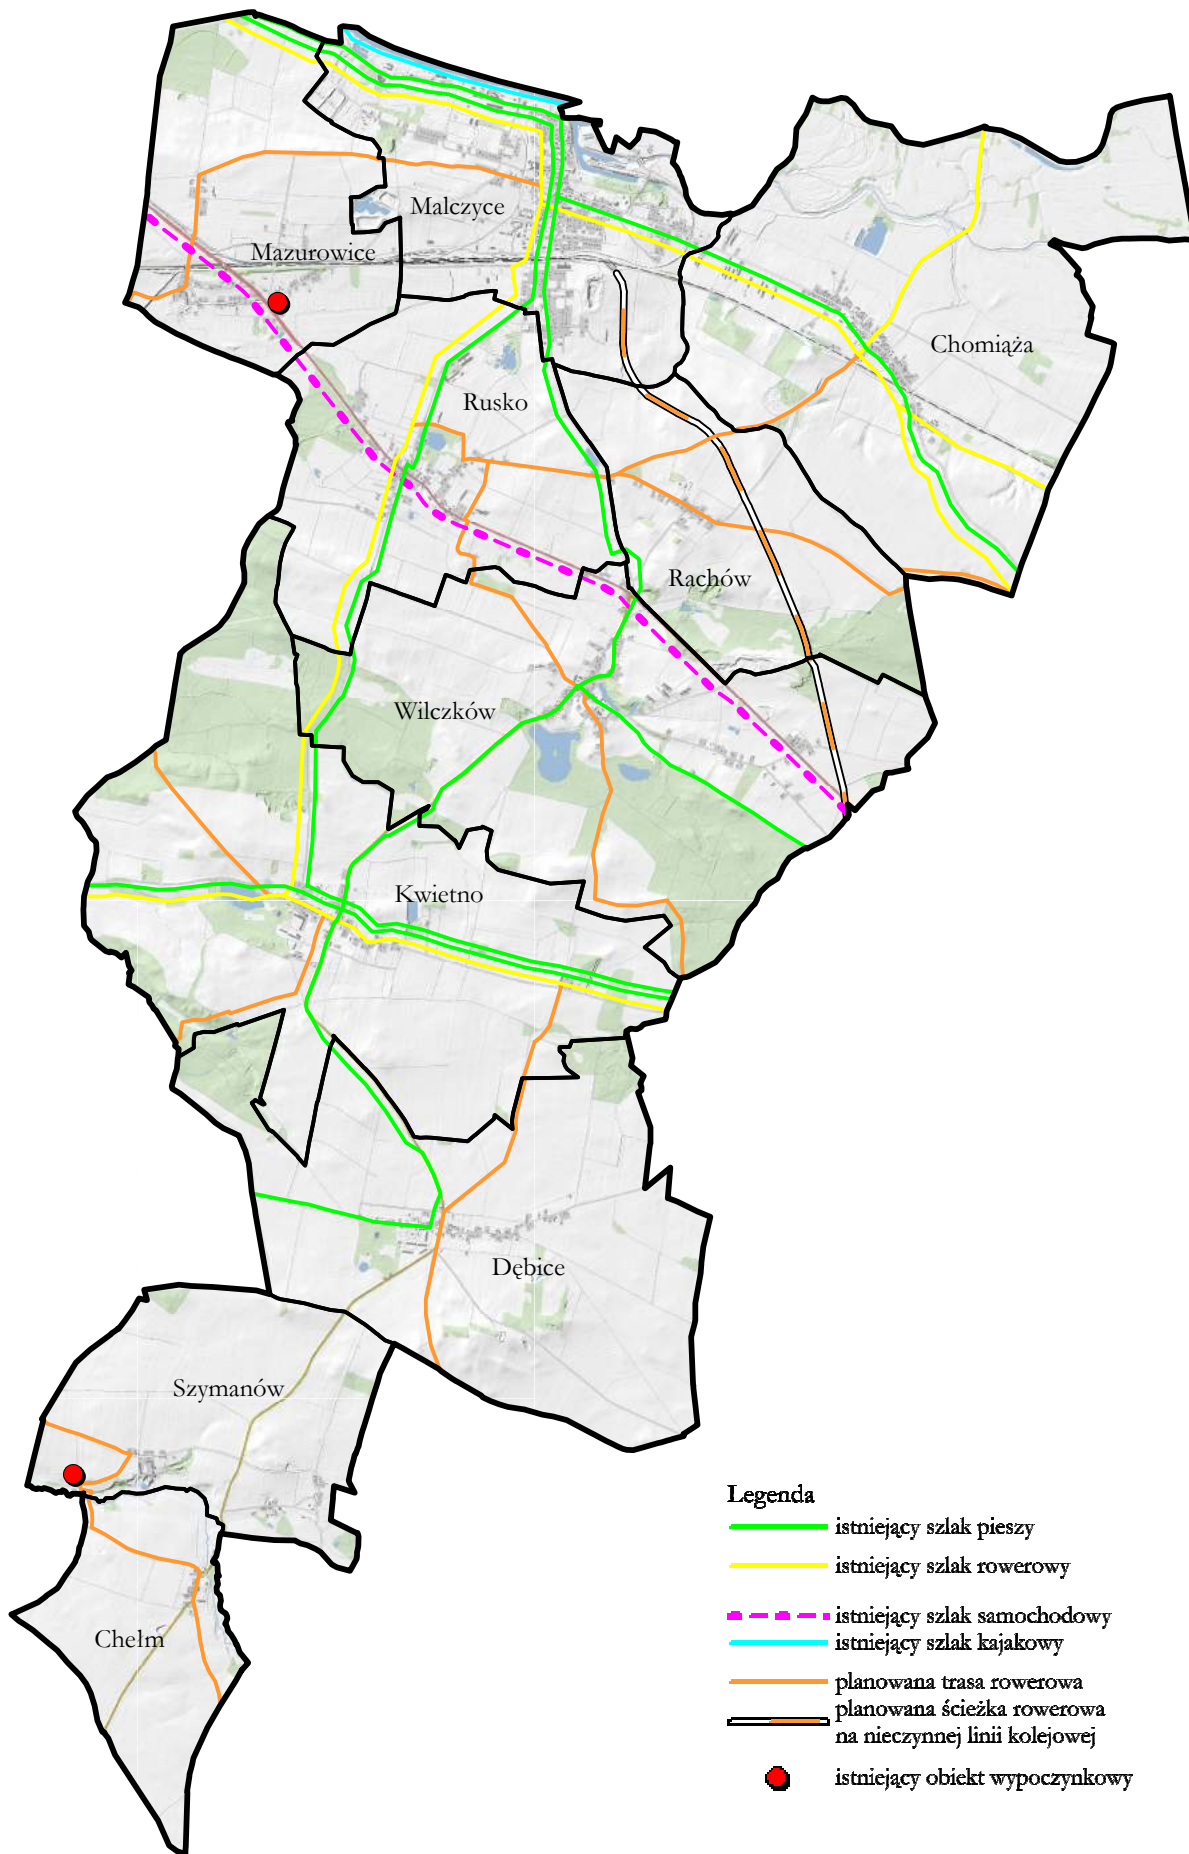 Malczyce
Mazurowice
Chomiąża
Rusko
Rachów
Wilczków
Kwietno
Dębice
Szymanów
Chełm
Legenda
istniejący szlak pieszy
istniejący szlak rowerowy
istniejący szlak samochodowy
istniejący szlak kajakowy
planowana trasa rowerowa
planowana ścieżka rowerowa
na nieczynnej linii kolejowej
istniejący obiekt wypoczynkowy